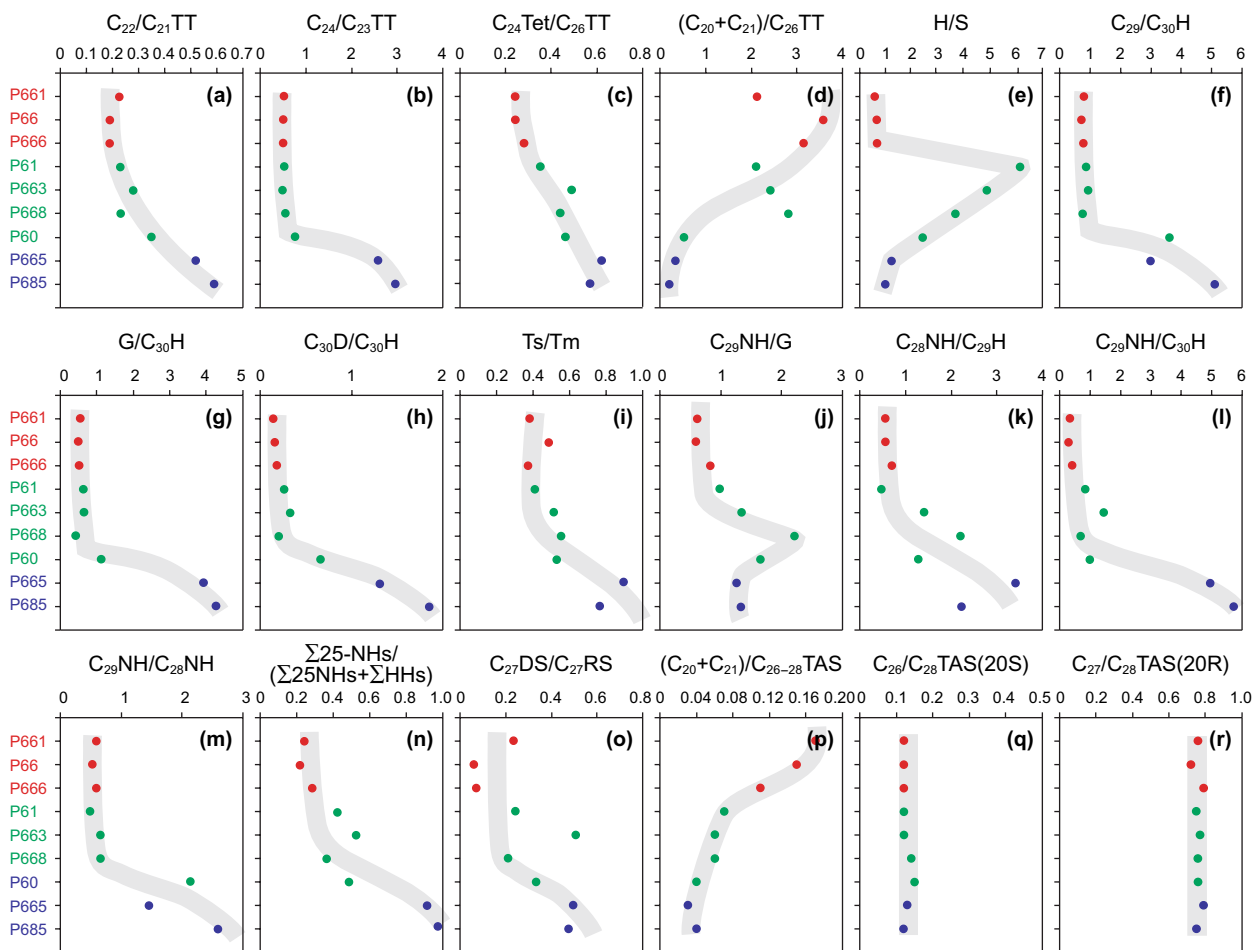 C₂₂/C₂₁TT
C₂₄/C₂₃TT
C₂₄Tet/C₂₆TT
(C₂₀+C₂₁)/C₂₆TT
H/S
C₂₉/C₃₀H
0 0.1 0.2 0.3 0.4 0.5 0.6 0.7
0 1 2 3 4
0 0.2 0.4 0.6 0.8
0 1 2 3 4
0 1 2 3 4 5 6 7
0 1 2 3 4 5 6
P661
P66
P666
P61
P663
P668
P60
P665
P685
(a)
(b)
(c)
(d)
(e)
(f)
G/C₃₀H
C₃₀D/C₃₀H
Ts/Tm
C₂₉NH/G
C₂₈NH/C₂₉H
C₂₉NH/C₃₀H
0 1 2 3 4 5
0 1 2
0 0.2 0.4 0.6 0.8 1.0
0 1 2 3
0 1 2 3 4
0 1 2 3 4 5 6
P661
P66
P666
P61
P663
P668
P60
P665
P685
(g)
(h)
(i)
(j)
(k)
(l)
C₂₉NH/C₂₈NH
∑25-NHs/
(∑25NHs+∑HHs)
C₂₇DS/C₂₇RS
(C₂₀+C₂₁)/C₂₆₋₂₈TAS
C₂₆/C₂₈TAS(20S)
C₂₇/C₂₈TAS(20R)
0 1 2 3
0 0.2 0.4 0.6 0.8 1.0
0 0.2 0.4 0.6 0.8
0 0.04 0.08 0.12 0.16 0.20
0 0.1 0.2 0.3 0.4 0.5
0 0.2 0.4 0.6 0.8 1.0
P661
P66
P666
P61
P663
P668
P60
P665
P685
(m)
(n)
(o)
(p)
(q)
(r)